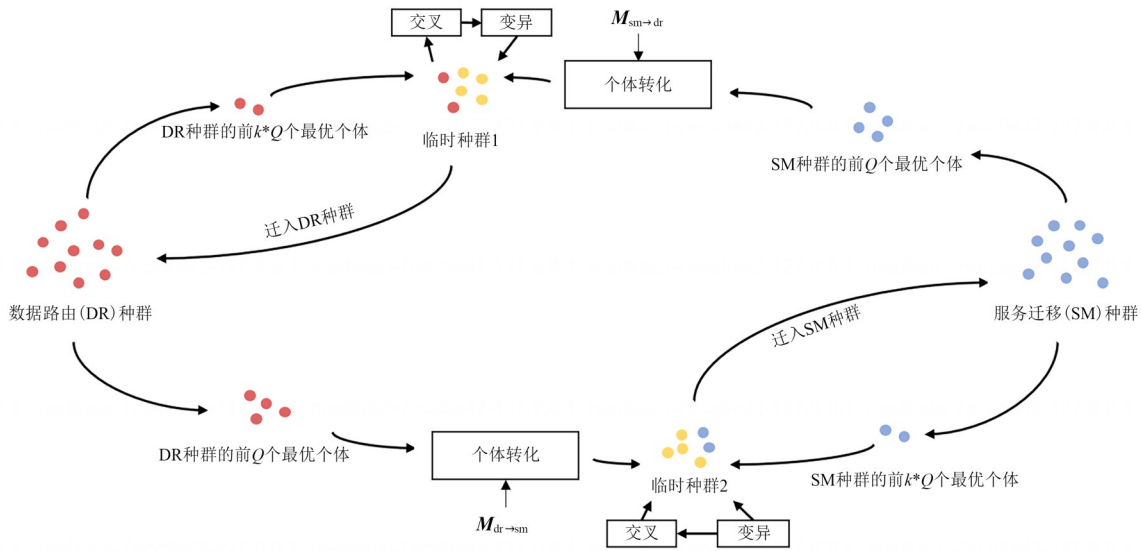 交叉
变异
M sm→dr
个体转化
DR种群的前k*Q个最优个体
临时种群1
SM种群的前Q个最优个体
迁入DR种群
数据路由(DR)种群
服务迁移(SM)种群
迁入SM种群
DR种群的前Q个最优个体
个体转化
M dr→sm
临时种群2
SM种群的前k*Q个最优个体
交叉
变异